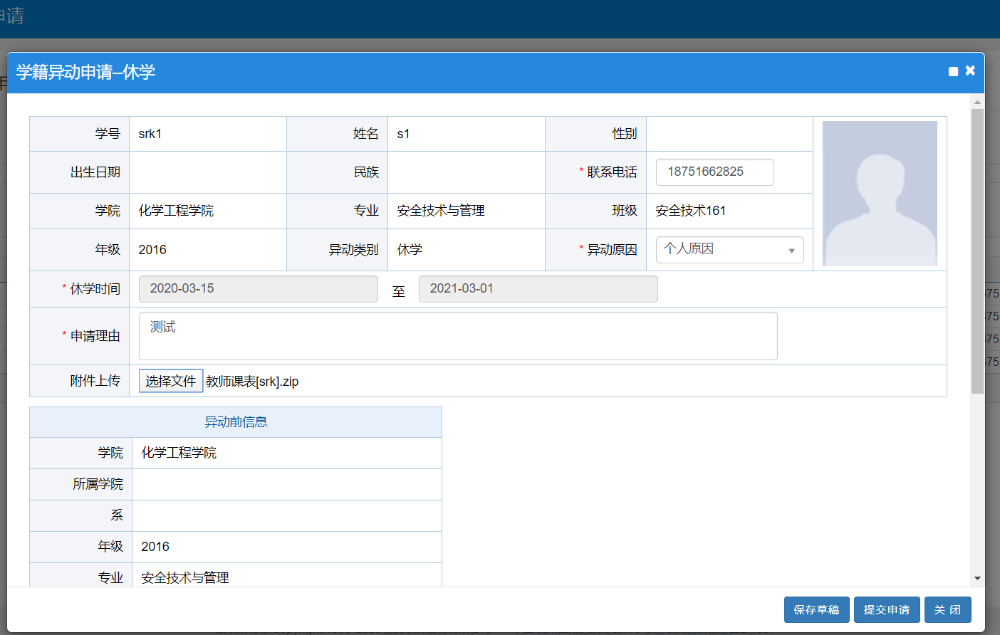 申请
学籍异动申请--休学
学号 srk1 姓名 s1 性别
出生日期 民族 * 联系电话 18751662825
学院 化学工程学院 专业 安全技术与管理 班级 安全技术161
年级 2016 异动类别 休学 * 异动原因 个人原因
* 休学时间 2020-03-15 至 2021-03-01
375
375
* 申请理由 测试
375
375
附件上传 选择文件 教师课表[srk].zip
异动前信息
学院 化学工程学院
所属学院
系
年级 2016
专业 安全技术与管理
保存草稿 提交申请 关 闭